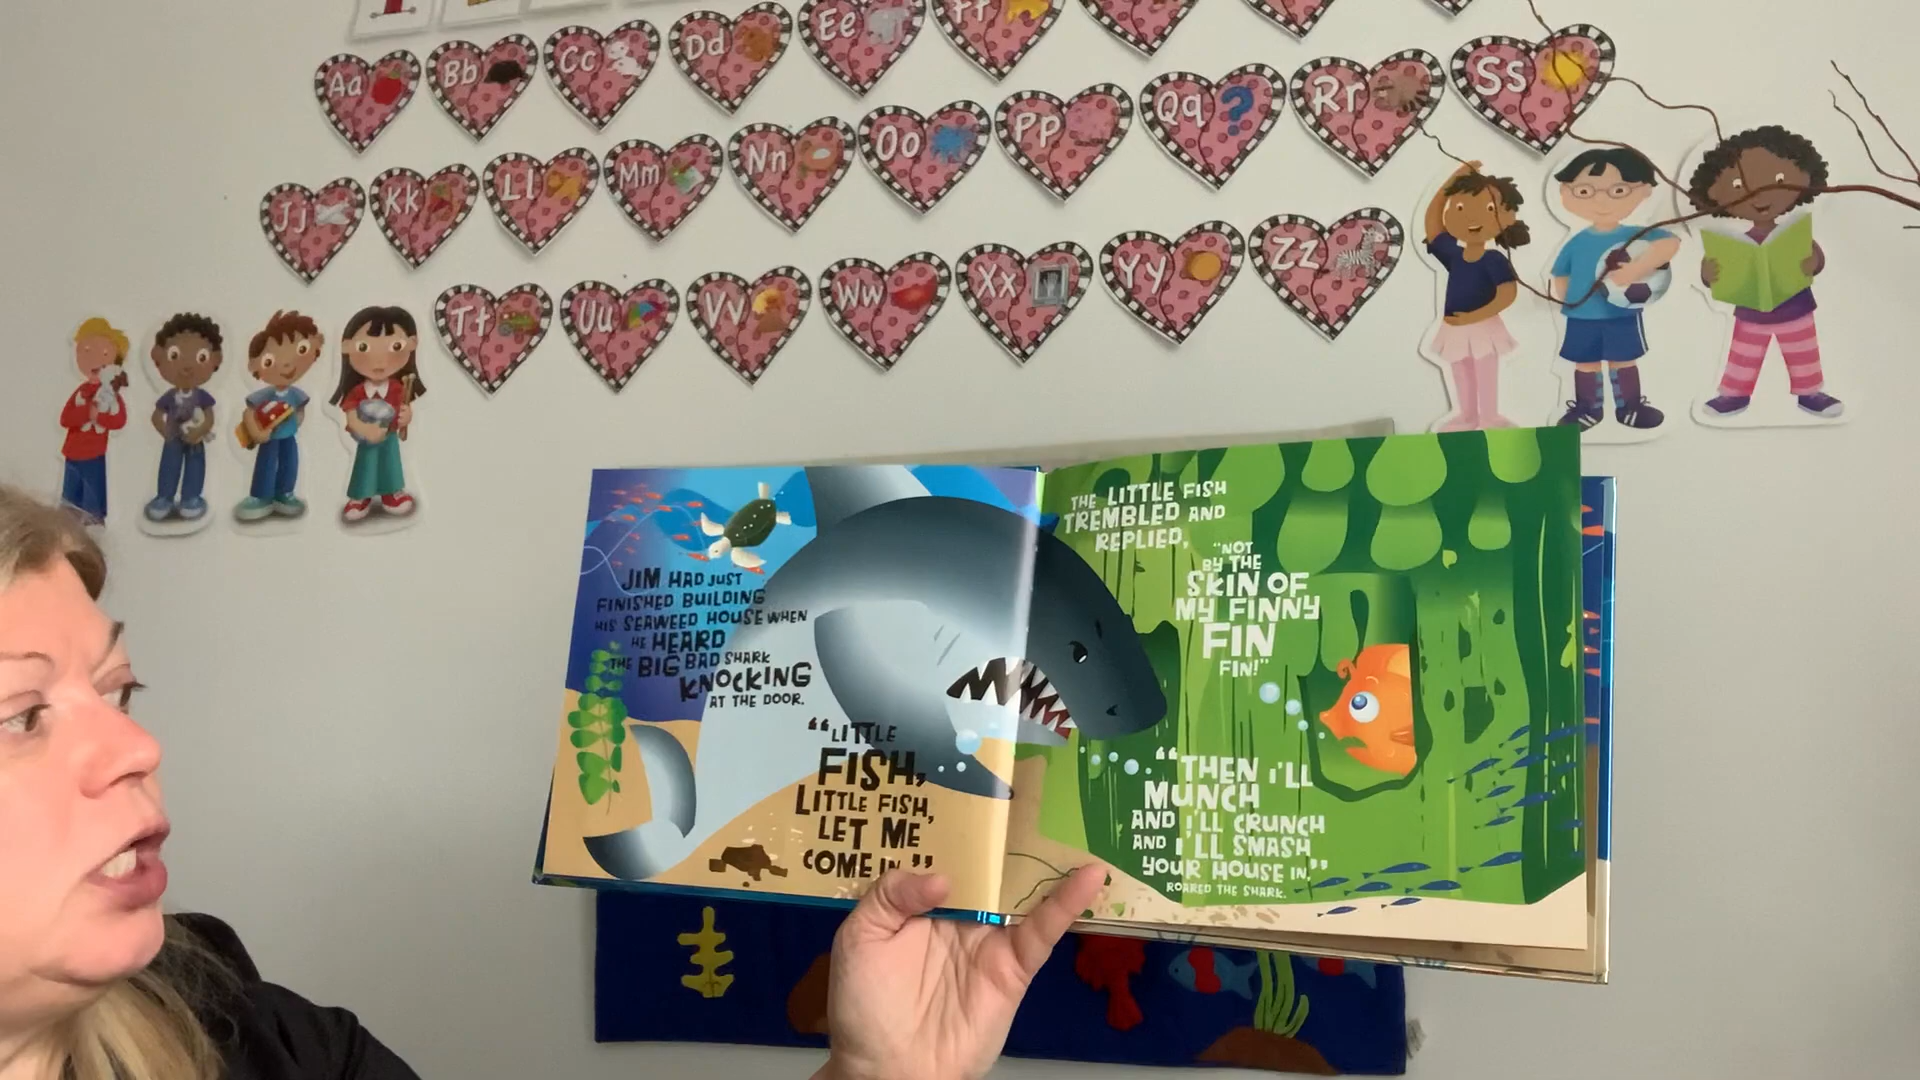 Aa
Bb
Cc
Dd
Ee
Ff
Jj
Kk
Ll
Mm
Nn
Oo
Pp
Qq ?
Rr
Ss
Tt
Uu
Vv
Ww
Xx
Yy
Zz
JIM HAD JUST
FINISHED BUILDING
HIS SEAWEED HOUSE WHEN
HE HEARD
THE BIG BAD SHARK
KNOCKING
AT THE DOOR.
“LITTLE
FISH,
LITTLE FISH,
LET ME
COME IN.”
THE LITTLE FISH
TREMBLED AND
REPLIED,
“NOT
BY THE
SKIN OF
MY FINNY
FIN
FIN!”
“THEN I'LL
MUNCH
AND I'LL CRUNCH
AND I'LL SMASH
YOUR HOUSE IN.”
ROARED THE SHARK.